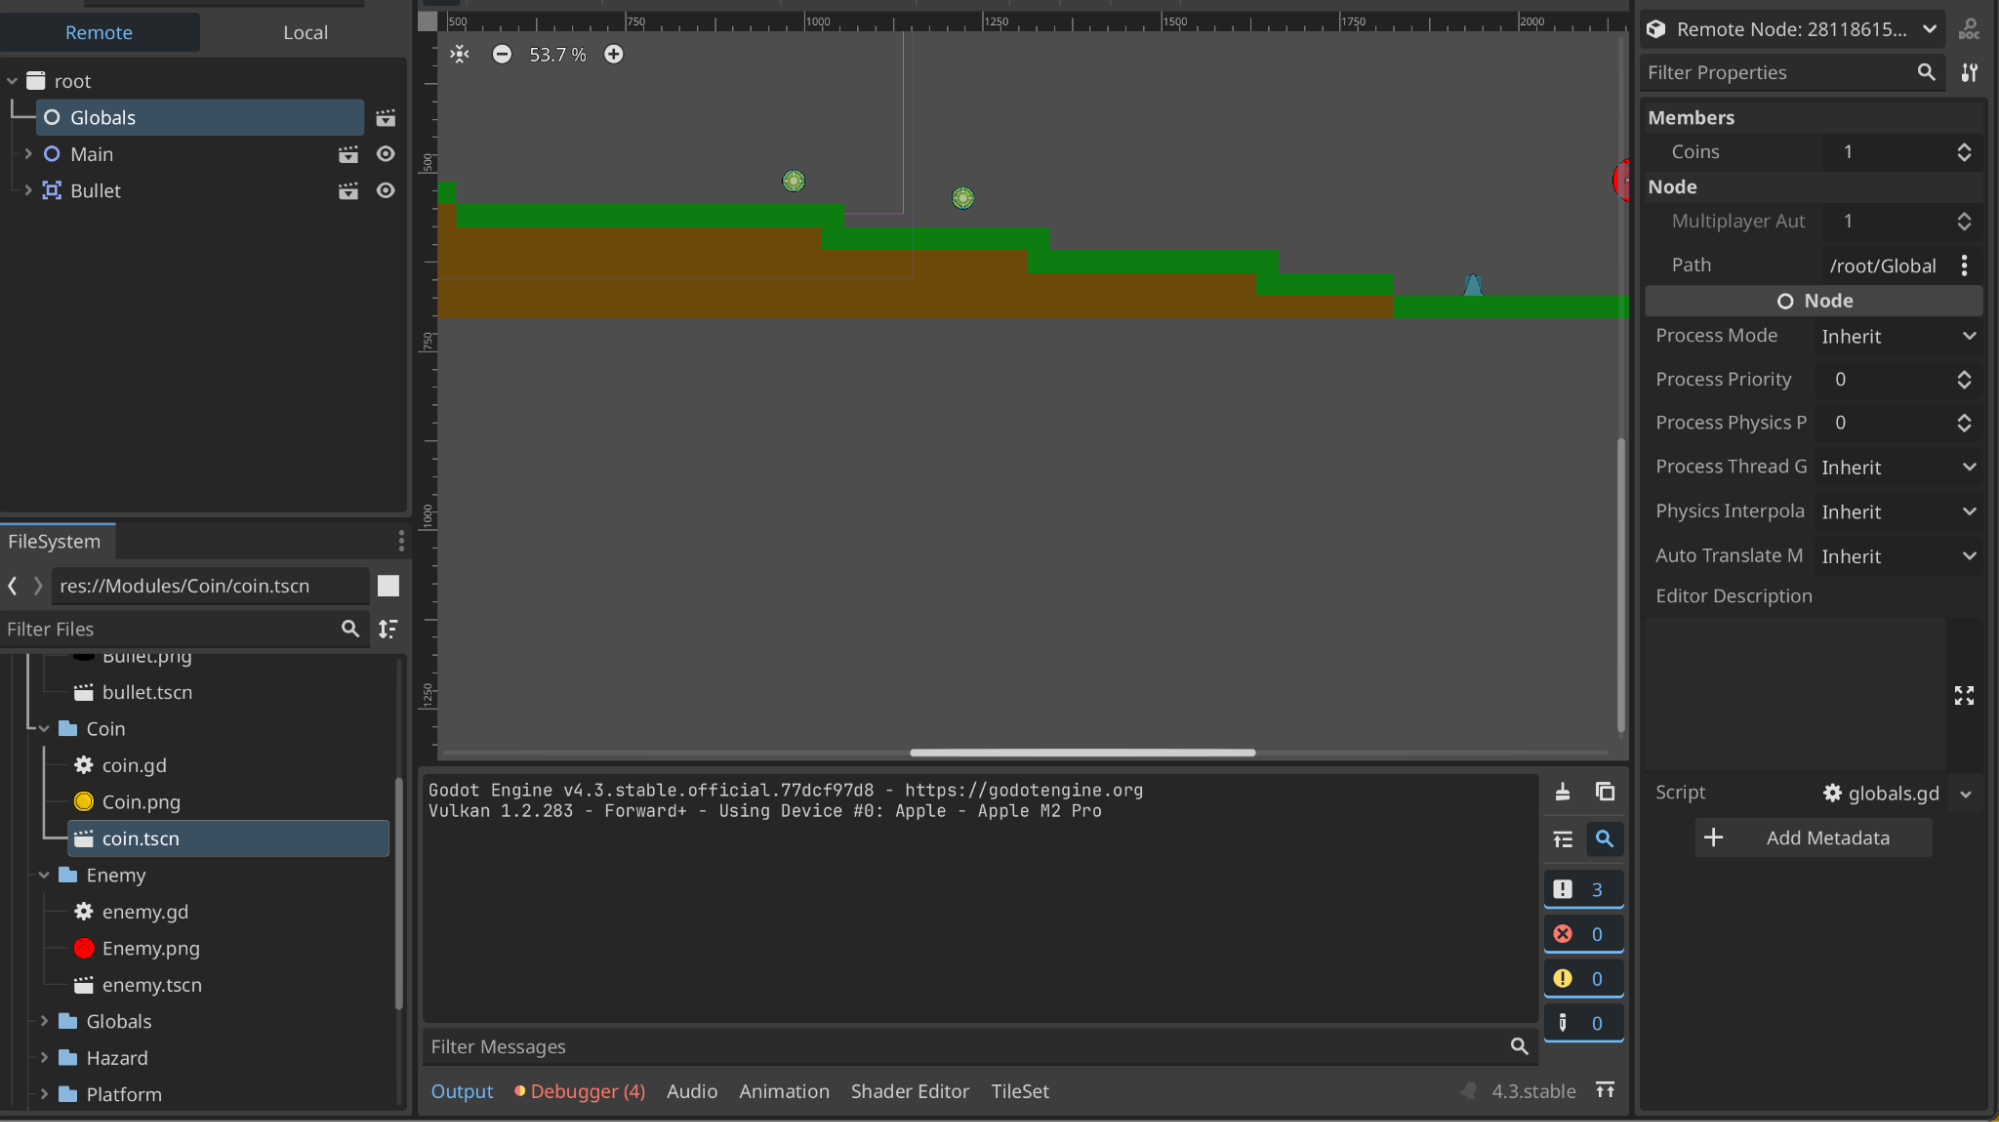 Remote
Local
root
Globals
Main
Bullet
FileSystem
res://Modules/Coin/coin.tscn
Filter Files
Bullet.png
bullet.tscn
Coin
coin.gd
Coin.png
coin.tscn
Enemy
enemy.gd
Enemy.png
enemy.tscn
Globals
Hazard
Platform
500
750
1000
1250
1500
1750
2000
53.7 %
500
750
1000
1250
Godot Engine v4.3.stable.official.77dcf97d8 - https://godotengine.org
Vulkan 1.2.283 - Forward+ - Using Device #0: Apple - Apple M2 Pro
3
0
0
0
Filter Messages
Output
Debugger (4)
Audio
Animation
Shader Editor
TileSet
4.3.stable
Remote Node: 28118615...
DOC
Filter Properties
Members
Coins 1
Node
Multiplayer Aut 1
Path /root/Global
Node
Process Mode Inherit
Process Priority 0
Process Physics P 0
Process Thread G Inherit
Physics Interpola Inherit
Auto Translate M Inherit
Editor Description
Script globals.gd
Add Metadata